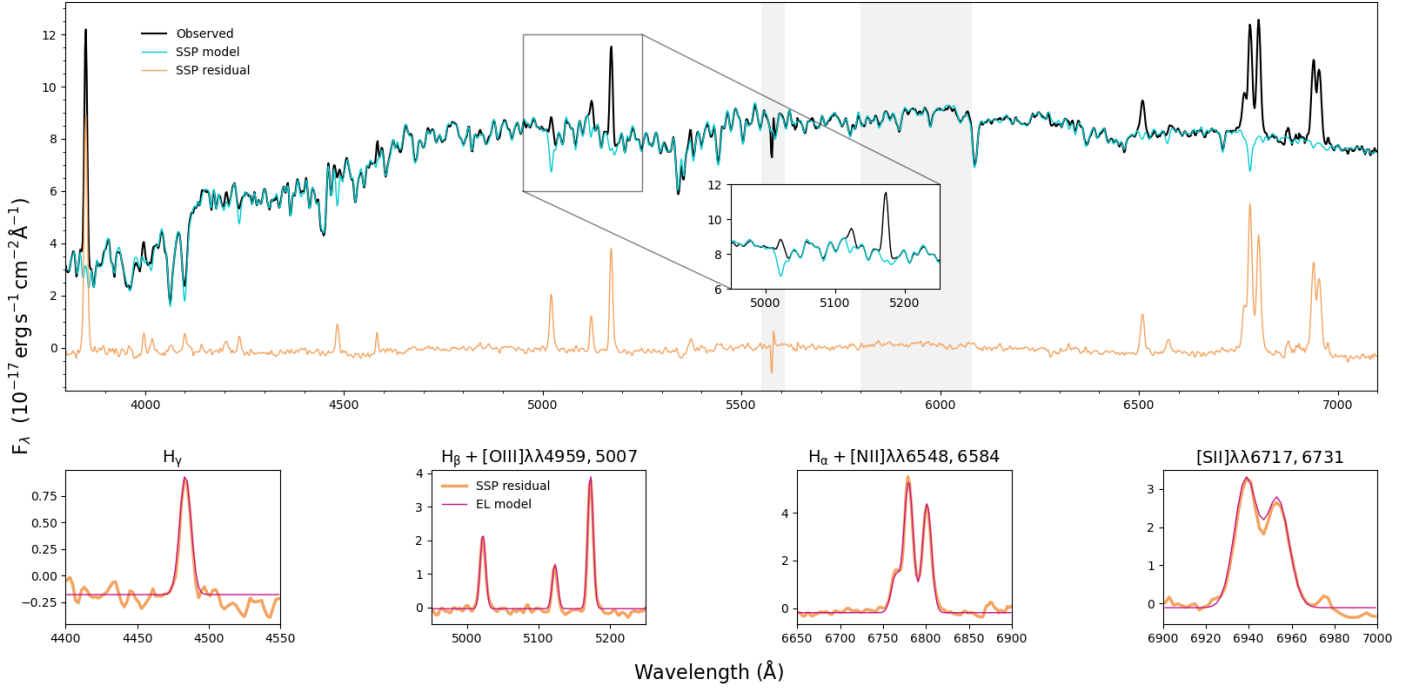 Observed
SSP model
SSP residual
12
10
8
6
4
2
0
4000 4500 5000 5500 6000 6500 7000
12
10
8
6
5000 5100 5200
F_λ (10⁻¹⁷ erg s⁻¹ cm⁻² Å⁻¹)
H_γ
0.75
0.50
0.25
0.00
−0.25
4400 4450 4500 4550
H_β + [OIII]λλ4959, 5007
SSP residual
EL model
4
3
2
1
0
5000 5100 5200
H_α + [NII]λλ6548, 6584
4
2
0
6650 6700 6750 6800 6850 6900
[SII]λλ6717, 6731
3
2
1
0
6900 6920 6940 6960 6980 7000
Wavelength (Å)